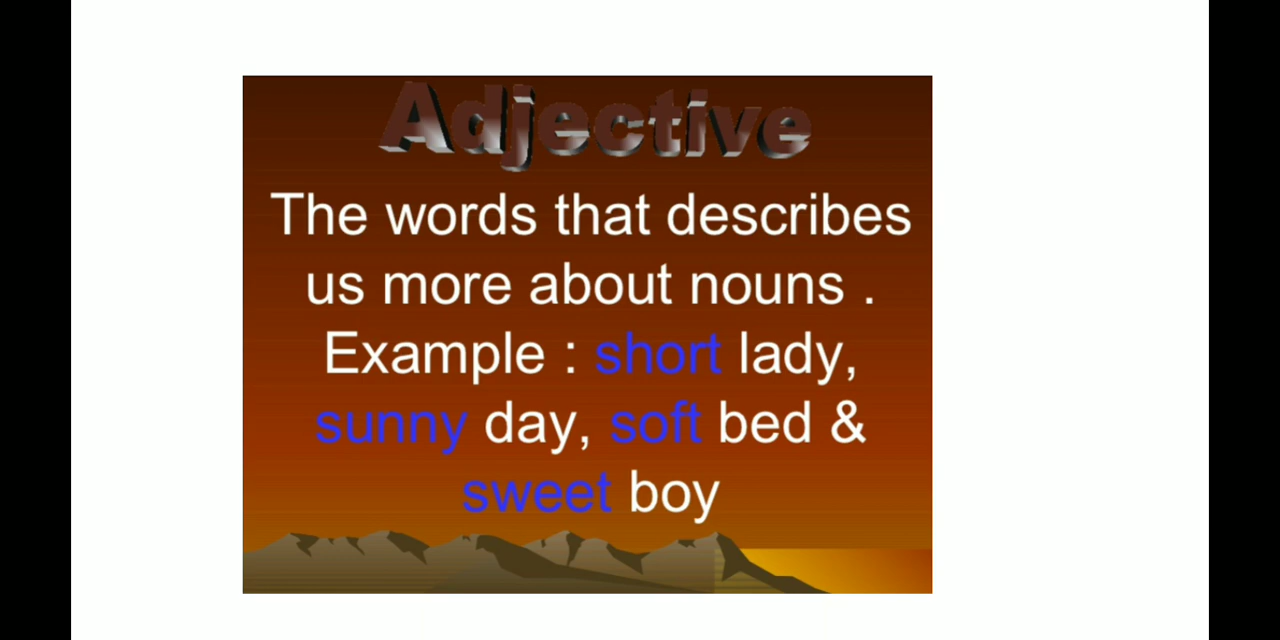 Adjective
The words that describes
us more about nouns .
Example : short lady,
sunny day, soft bed &
sweet boy